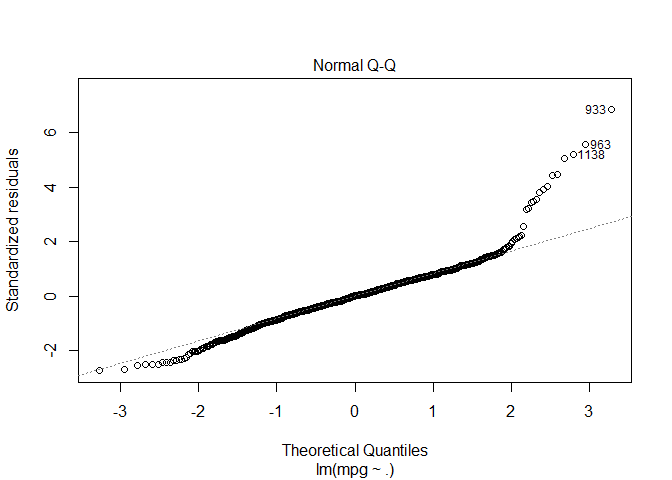 Normal Q-Q
Standardized residuals
6
4
2
0
-2
933
963
1138
-3 -2 -1 0 1 2 3
Theoretical Quantiles
lm(mpg ~ .)